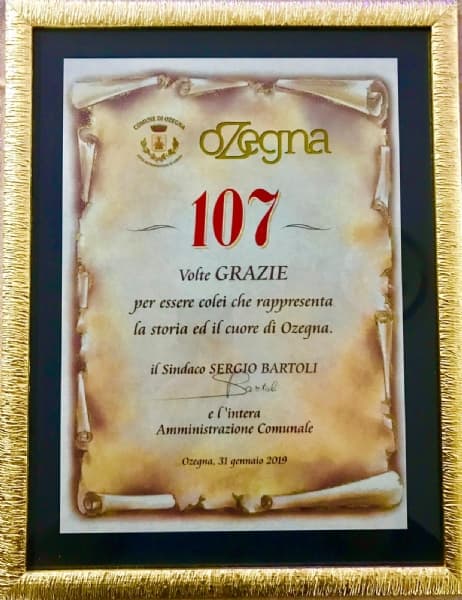 COMUNE DI OZEGNA
oZegna
107
Volte GRAZIE
per essere colei che rappresenta
la storia ed il cuore di Ozegna.
il Sindaco SERGIO BARTOLI
Bartoli
e l'intera
Amministrazione Comunale
Ozegna, 31 gennaio 2019